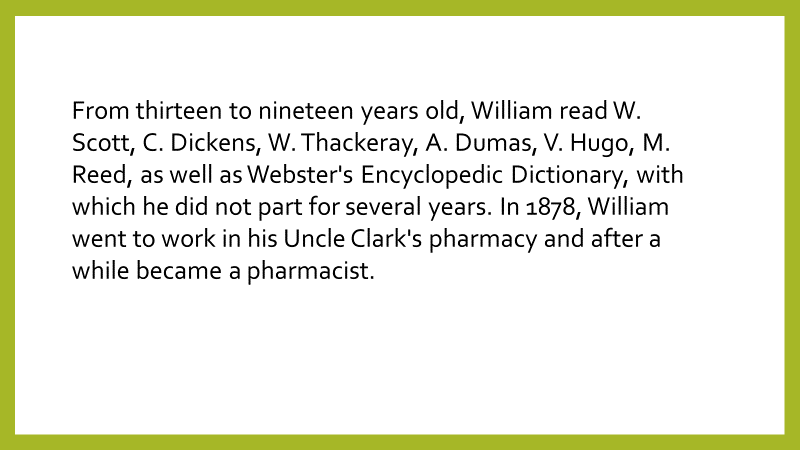 From thirteen to nineteen years old, William read W.
Scott, C. Dickens, W. Thackeray, A. Dumas, V. Hugo, M.
Reed, as well as Webster's Encyclopedic Dictionary, with
which he did not part for several years. In 1878, William
went to work in his Uncle Clark's pharmacy and after a
while became a pharmacist.